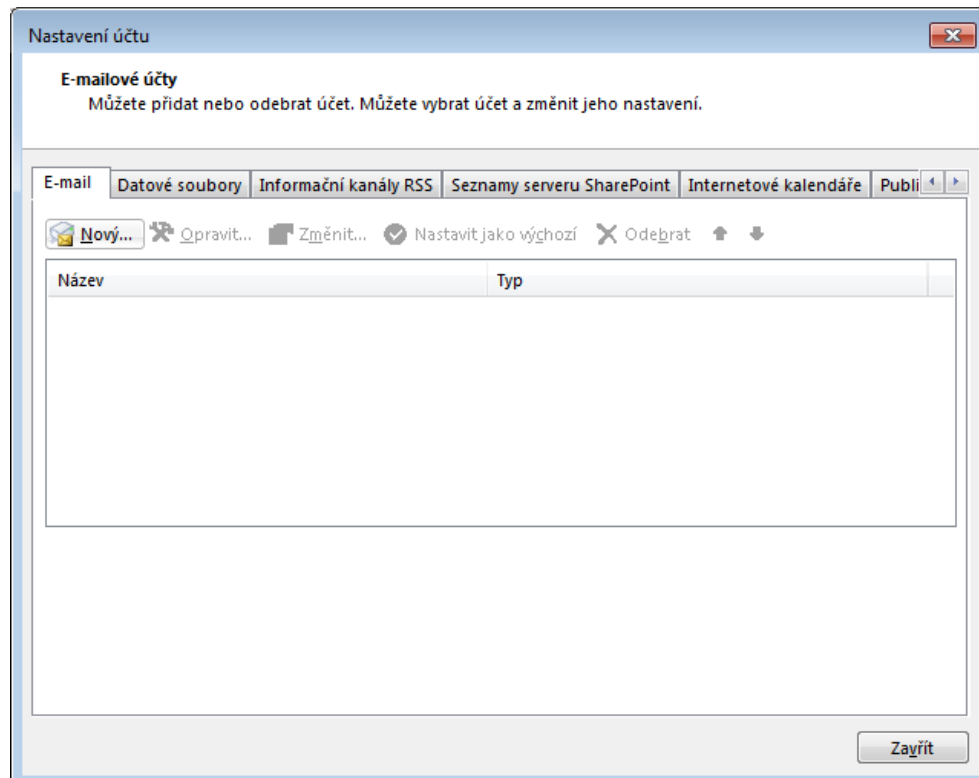 Nastavení účtu
E-mailové účty
Můžete přidat nebo odebrat účet. Můžete vybrat účet a změnit jeho nastavení.
E-mail Datové soubory Informační kanály RSS Seznamy serveru SharePoint Internetové kalendáře Publi
Nový... Opravit... Změnit... Nastavit jako výchozí Odebrat
Název Typ
Zavřít